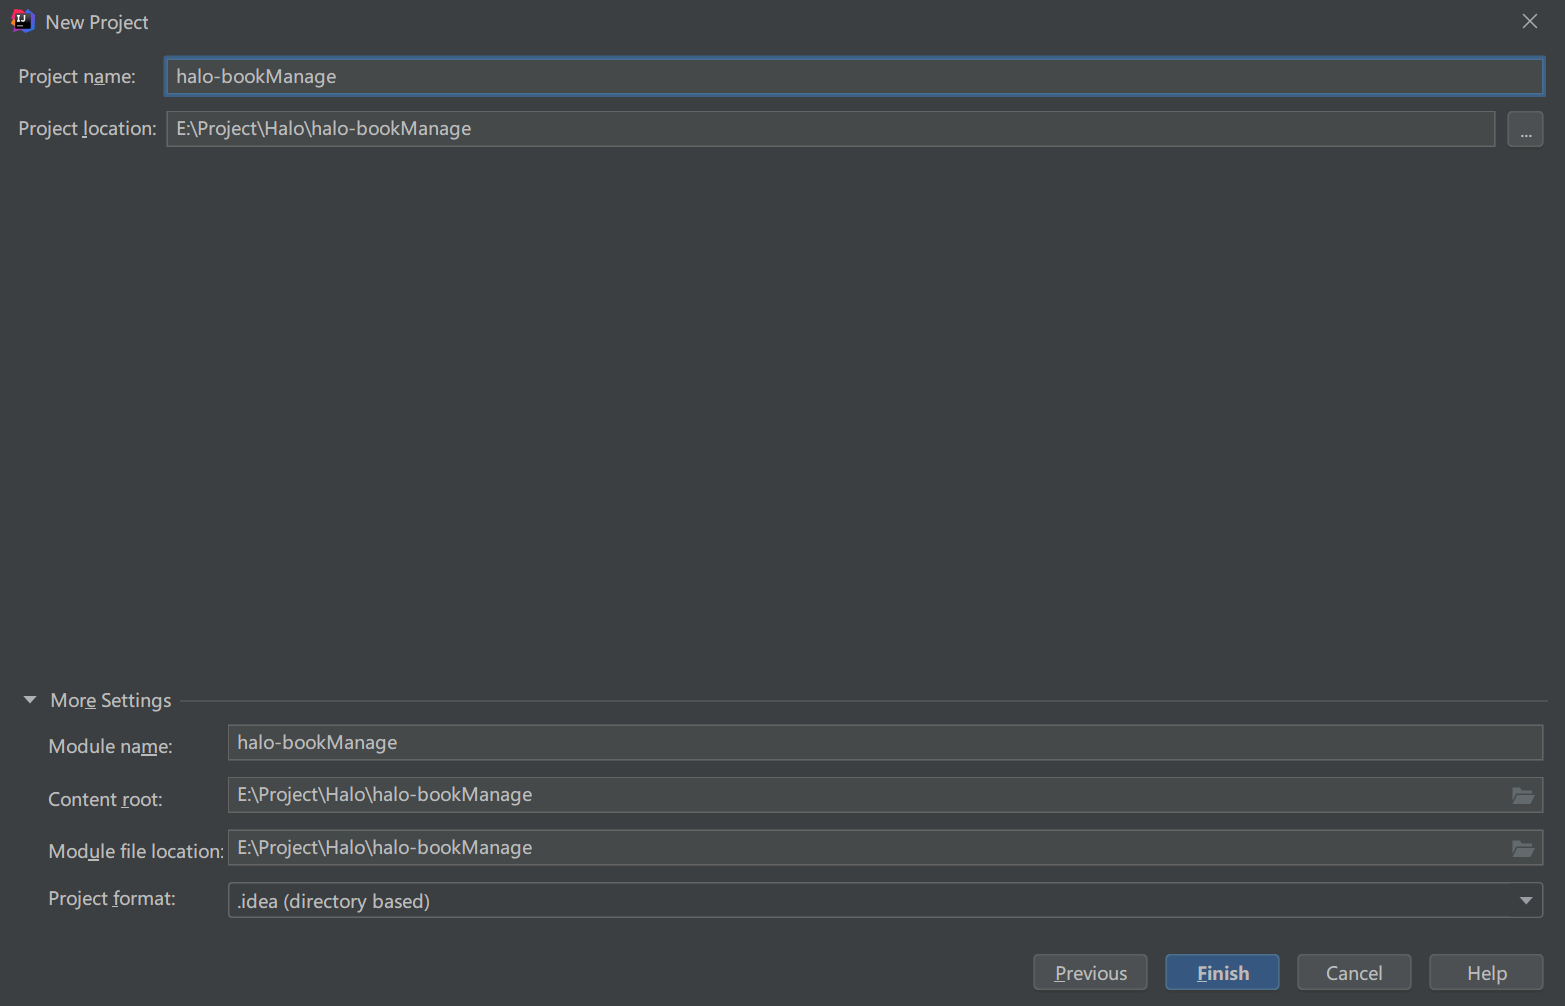 New Project
Project name: halo-bookManage
Project location: E:\Project\Halo\halo-bookManage ...
More Settings
Module name: halo-bookManage
Content root: E:\Project\Halo\halo-bookManage
Module file location: E:\Project\Halo\halo-bookManage
Project format: .idea (directory based)
Previous Finish Cancel Help